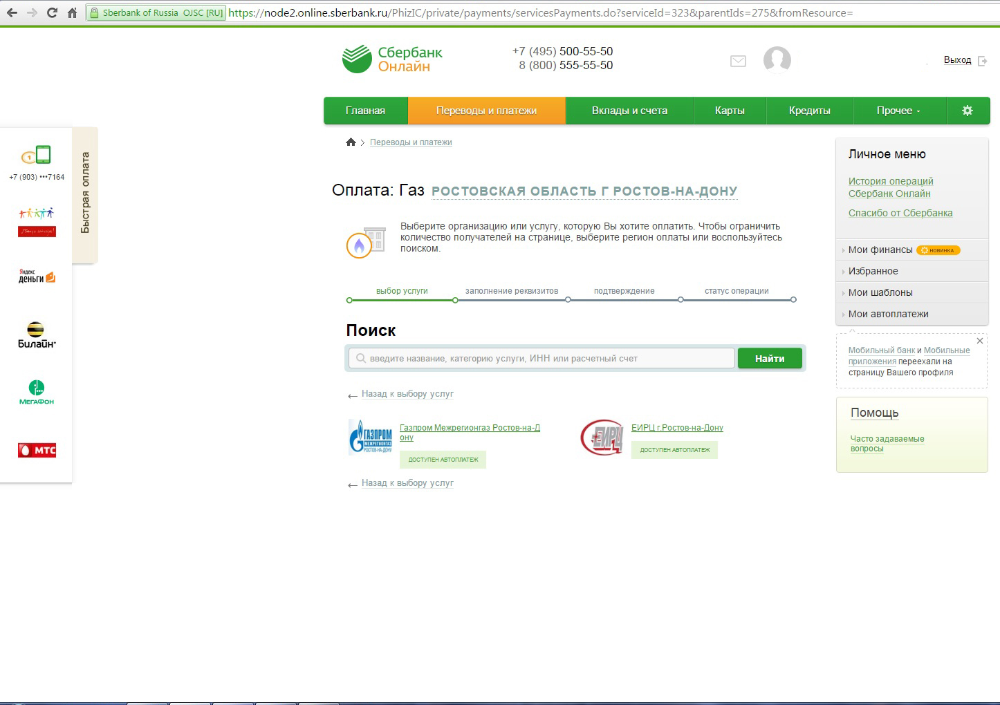 Sberbank of Russia OJSC [RU] https://node2.online.sberbank.ru/PhizIC/private/payments/servicesPayments.do?serviceId=323&parentIds=275&fromResource=
Сбербанк
Онлайн
+7 (495) 500-55-50
8 (800) 555-55-50
Выход
Главная
Переводы и платежи
Вклады и счета
Карты
Кредиты
Прочее
Переводы и платежи
Быстрая оплата
1
+7 (903) •••7164
Яндекс
деньги
Билайн
МегаФон
МТС
Оплата: Газ РОСТОВСКАЯ ОБЛАСТЬ Г РОСТОВ-НА-ДОНУ
Выберите организацию или услугу, которую Вы хотите оплатить. Чтобы ограничить
количество получателей на странице, выберите регион оплаты или воспользуйтесь
поиском.
выбор услуги
заполнение реквизитов
подтверждение
статус операции
Поиск
введите название, категорию услуги, ИНН или расчетный счет
Найти
← Назад к выбору услуг
ГАЗПРОМ
МЕЖРЕГИОНГАЗ
РОСТОВ-НА-ДОНУ
Газпром Межрегионгаз Ростов-на-Д
ону
ДОСТУПЕН АВТОПЛАТЕЖ
ЕИРЦ
ЕИРЦ г.Ростов-на-Дону
ДОСТУПЕН АВТОПЛАТЕЖ
← Назад к выбору услуг
Личное меню
История операций
Сбербанк Онлайн
Спасибо от Сбербанка
Мои финансы НОВИНКА
Избранное
Мои шаблоны
Мои автоплатежи
Мобильный банк и Мобильные
приложения переехали на
страницу Вашего профиля
Помощь
Часто задаваемые
вопросы